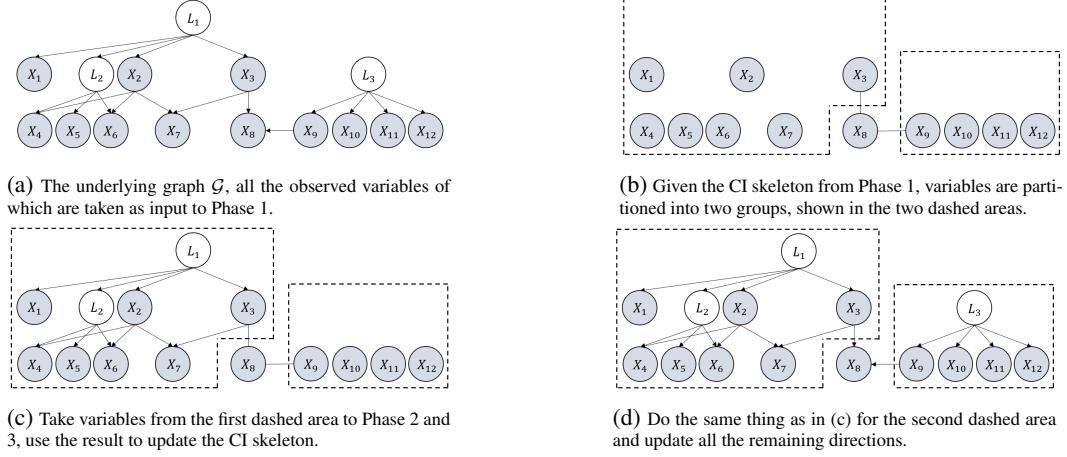 L₁
X₁ L₂ X₂ X₃ L₃
X₄ X₅ X₆ X₇ X₈ X₉ X₁₀ X₁₁ X₁₂
(a) The underlying graph 𝒢, all the observed variables of
which are taken as input to Phase 1.
X₁ X₂ X₃
X₄ X₅ X₆ X₇ X₈ X₉ X₁₀ X₁₁ X₁₂
(b) Given the CI skeleton from Phase 1, variables are parti-
tioned into two groups, shown in the two dashed areas.
L₁
X₁ L₂ X₂ X₃
X₄ X₅ X₆ X₇ X₈ X₉ X₁₀ X₁₁ X₁₂
(c) Take variables from the first dashed area to Phase 2 and
3, use the result to update the CI skeleton.
L₁
X₁ L₂ X₂ X₃ L₃
X₄ X₅ X₆ X₇ X₈ X₉ X₁₀ X₁₁ X₁₂
(d) Do the same thing as in (c) for the second dashed area
and update all the remaining directions.